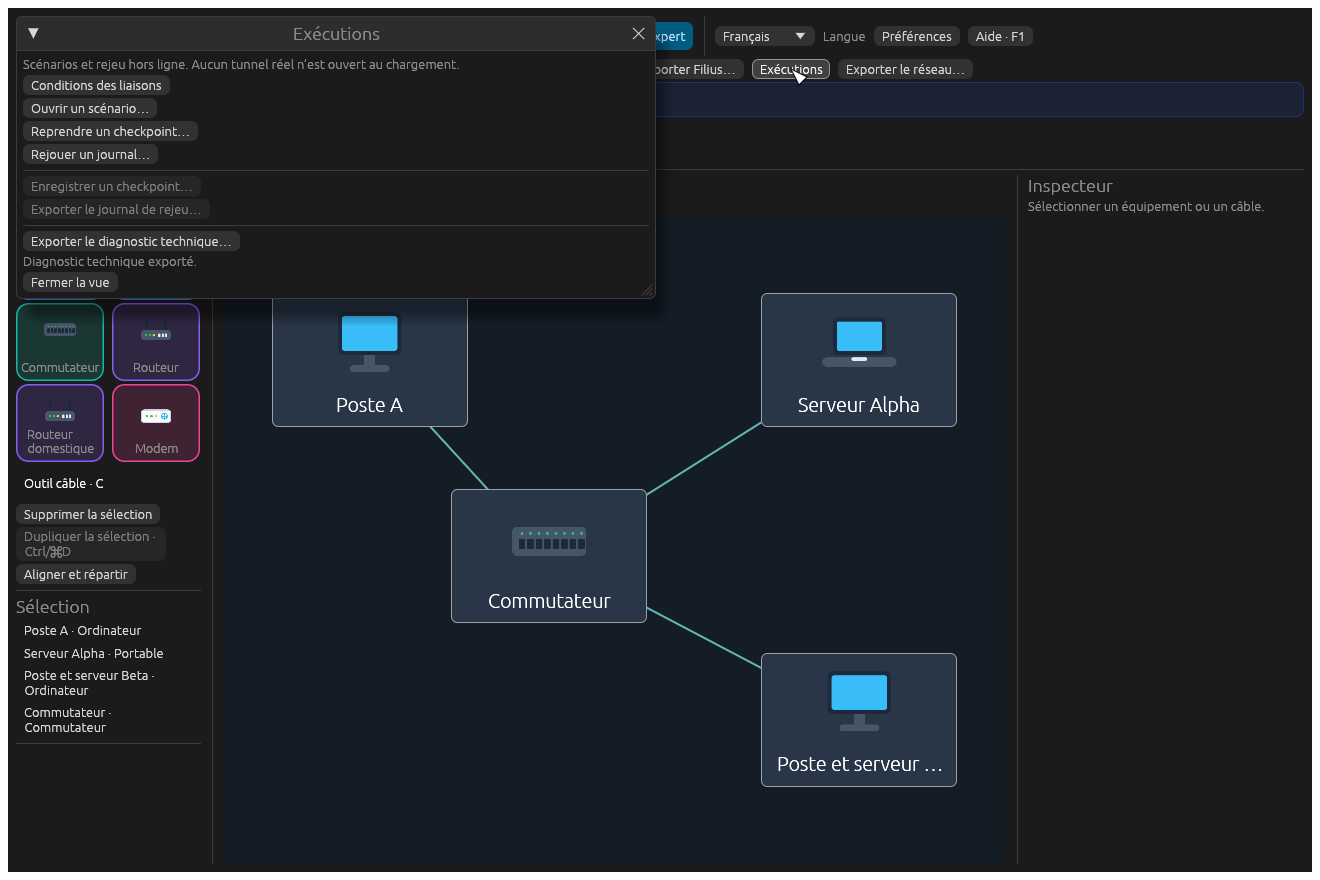 Exécutions
xpert
Français
Langue
Préférences
Aide · F1
Scénarios et rejeu hors ligne. Aucun tunnel réel n’est ouvert au chargement.
porter Filius…
Exécutions
Exporter le réseau…
Conditions des liaisons
Ouvrir un scénario…
Reprendre un checkpoint…
Rejouer un journal…
Enregistrer un checkpoint…
Exporter le journal de rejeu…
Exporter le diagnostic technique…
Diagnostic technique exporté.
Fermer la vue
Inspecteur
Sélectionner un équipement ou un câble.
Commutateur
Routeur
Routeur
domestique
Modem
Outil câble · C
Supprimer la sélection
Dupliquer la sélection ·
Ctrl/⌘D
Aligner et répartir
Sélection
Poste A · Ordinateur
Serveur Alpha · Portable
Poste et serveur Beta ·
Ordinateur
Commutateur ·
Commutateur
Poste A
Serveur Alpha
Commutateur
Poste et serveur …